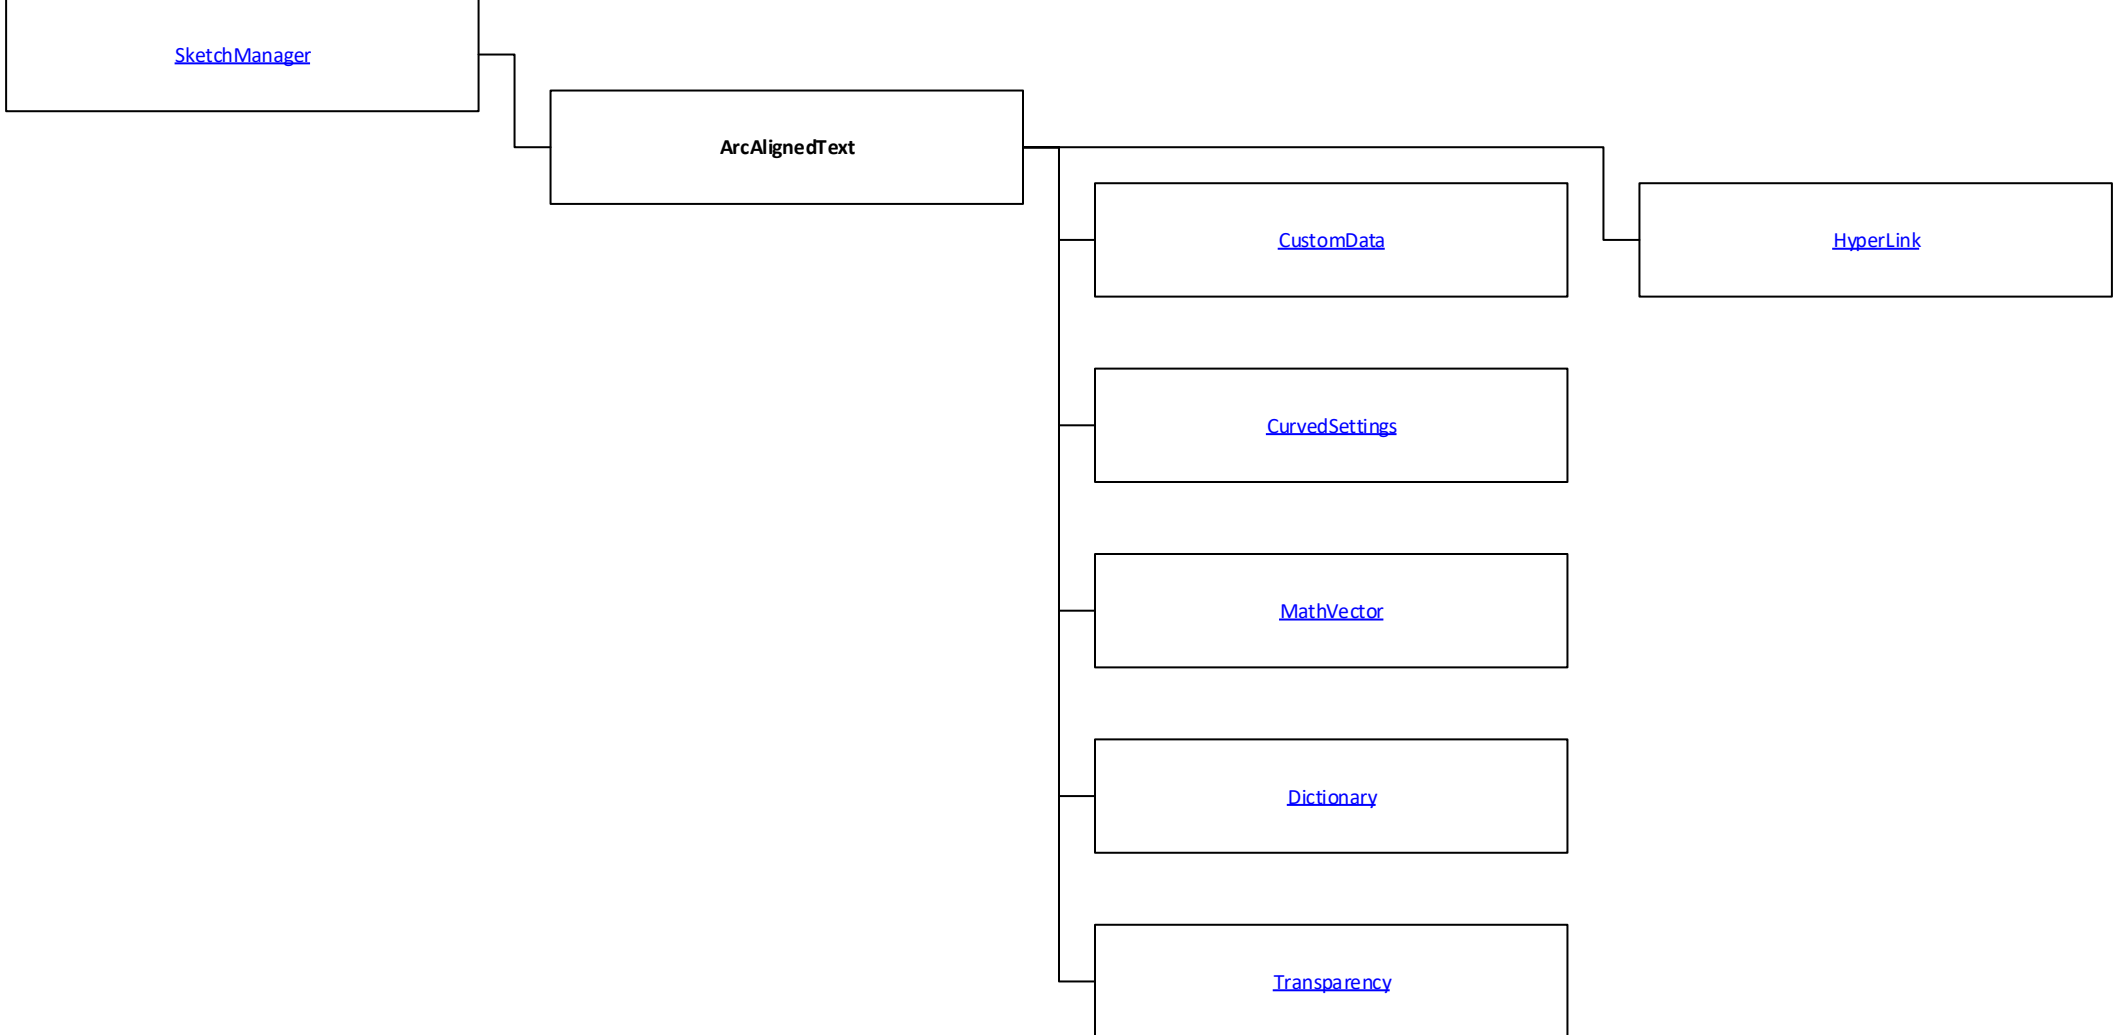 SketchManager
ArcAlignedText
CustomData
HyperLink
CurvedSettings
MathVector
Dictionary
Transparency